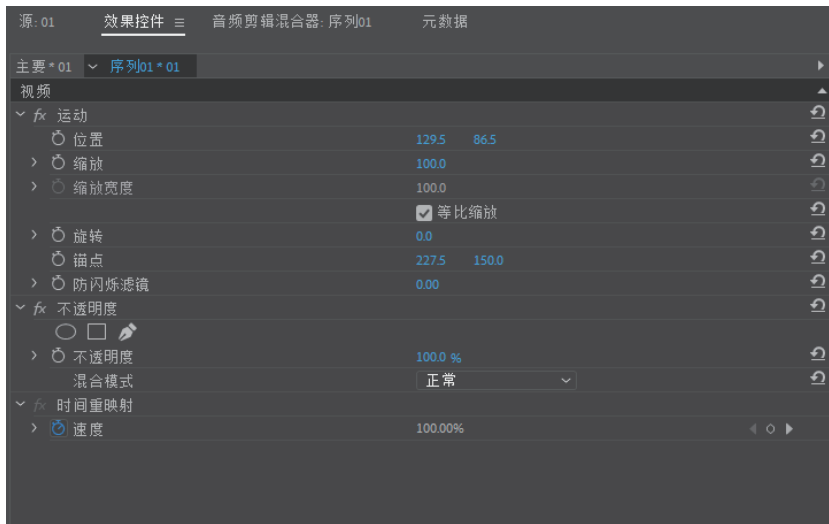 源: 01 效果控件 音频剪辑混合器: 序列01 元数据
主要 * 01 序列01 * 01
视频
fx 运动
位置 129.5 86.5
缩放 100.0
缩放宽度 100.0
等比缩放
旋转 0.0
锚点 227.5 150.0
防闪烁滤镜 0.00
fx 不透明度
不透明度 100.0 %
混合模式 正常
fx 时间重映射
速度 100.00%